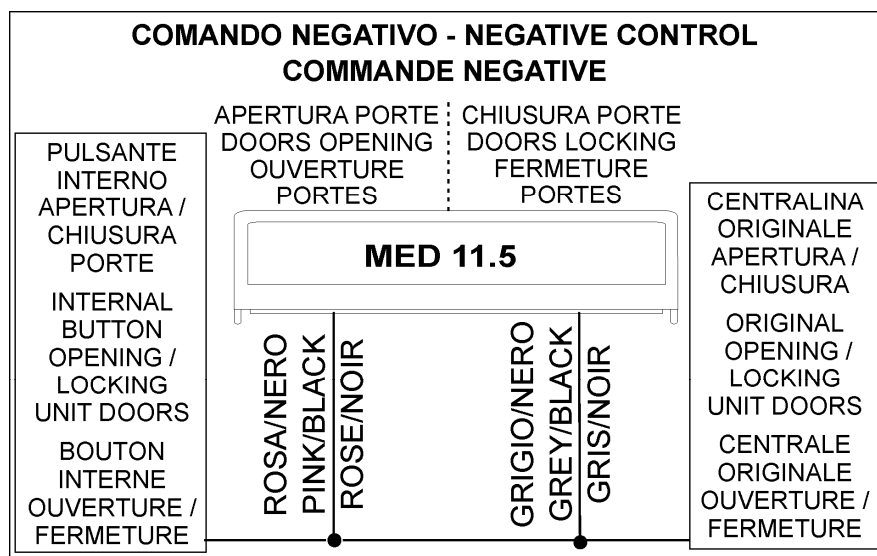 COMANDO NEGATIVO - NEGATIVE CONTROL
COMMANDE NEGATIVE
PULSANTE
INTERNO
APERTURA /
CHIUSURA
PORTE
INTERNAL
BUTTON
OPENING /
LOCKING
UNIT DOORS
BOUTON
INTERNE
OUVERTURE /
FERMETURE
APERTURA PORTE
DOORS OPENING
OUVERTURE
PORTES
CHIUSURA PORTE
DOORS LOCKING
FERMETURE
PORTES
MED 11.5
ROSA/NERO
PINK/BLACK
ROSE/NOIR
GRIGIO/NERO
GREY/BLACK
GRIS/NOIR
CENTRALINA
ORIGINALE
APERTURA /
CHIUSURA
ORIGINAL
OPENING /
LOCKING
UNIT DOORS
CENTRALE
ORIGINALE
OUVERTURE /
FERMETURE